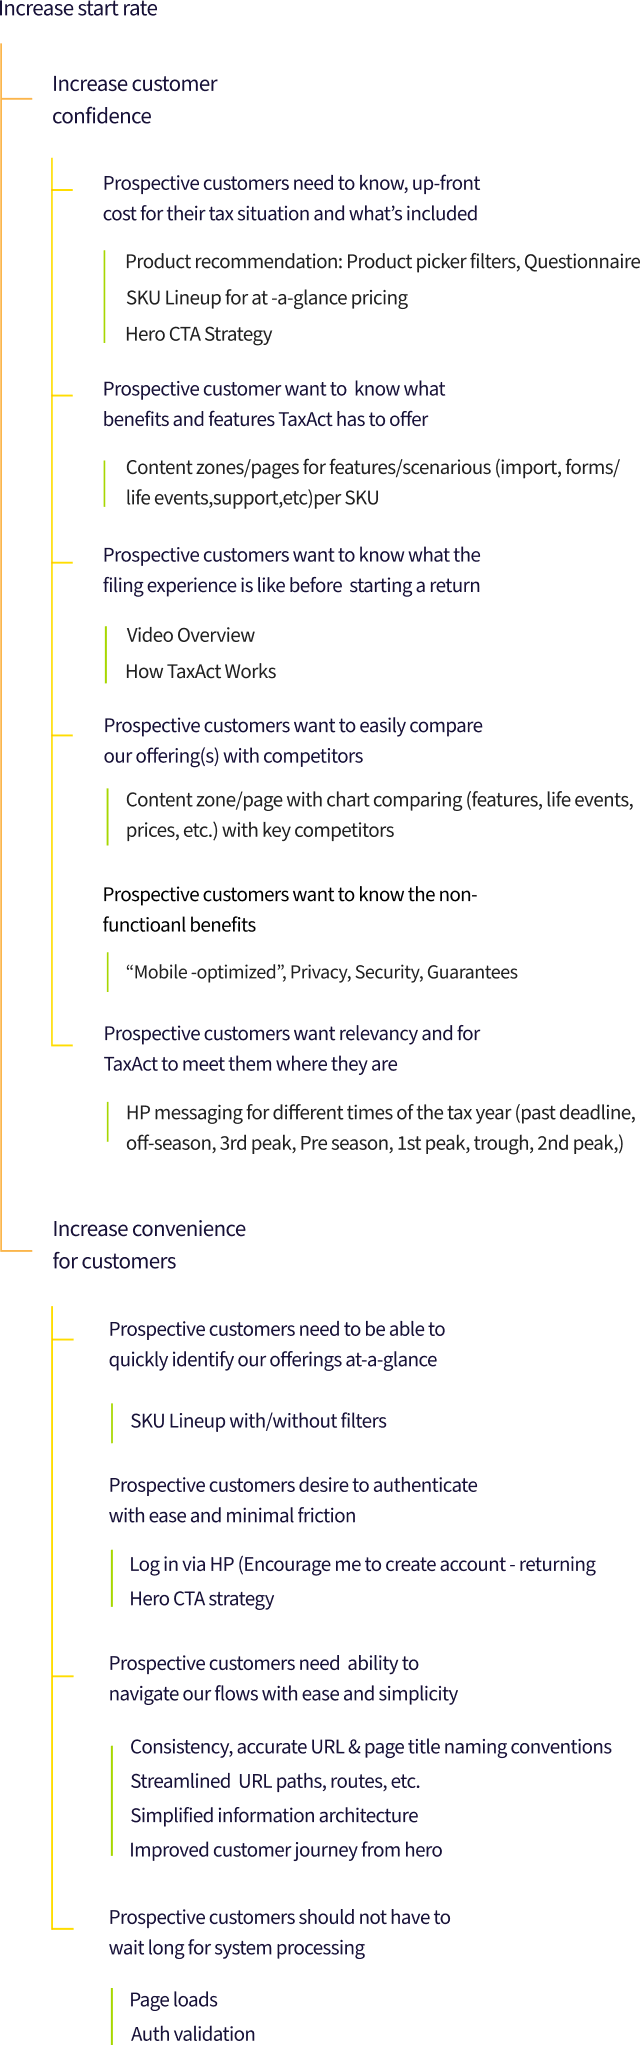 Increase start rate
Increase customer
confidence
Prospective customers need to know, up-front
cost for their tax situation and what’s included
Product recommendation: Product picker filters, Questionnaire
SKU Lineup for at -a-glance pricing
Hero CTA Strategy
Prospective customer want to know what
benefits and features TaxAct has to offer
Content zones/pages for features/scenarious (import, forms/
life events,support,etc)per SKU
Prospective customers want to know what the
filing experience is like before starting a return
Video Overview
How TaxAct Works
Prospective customers want to easily compare
our offering(s) with competitors
Content zone/page with chart comparing (features, life events,
prices, etc.) with key competitors
Prospective customers want to know the non-
functioanl benefits
“Mobile -optimized”, Privacy, Security, Guarantees
Prospective customers want relevancy and for
TaxAct to meet them where they are
HP messaging for different times of the tax year (past deadline,
off-season, 3rd peak, Pre season, 1st peak, trough, 2nd peak,)
Increase convenience
for customers
Prospective customers need to be able to
quickly identify our offerings at-a-glance
SKU Lineup with/without filters
Prospective customers desire to authenticate
with ease and minimal friction
Log in via HP (Encourage me to create account - returning
Hero CTA strategy
Prospective customers need ability to
navigate our flows with ease and simplicity
Consistency, accurate URL & page title naming conventions
Streamlined URL paths, routes, etc.
Simplified information architecture
Improved customer journey from hero
Prospective customers should not have to
wait long for system processing
Page loads
Auth validation